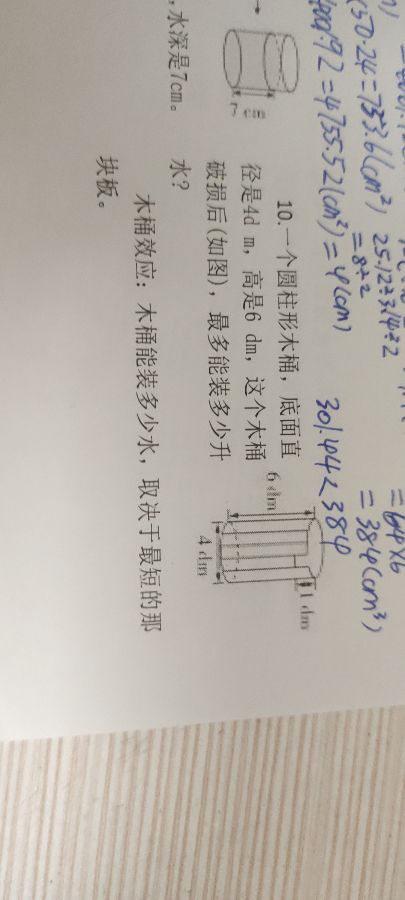 50.24=753.6(cm²)
92=4755.52(cm²)
25.12÷3.14÷2
=8÷2
=4(cm)
=64×6
=384(cm³)
301.44<384
7 cm
,水深是7cm。
10.一个圆柱形木桶，底面直
径是4d m，高是6 dm，这个木桶
破损后(如图)，最多能装多少升
水？
6 dm
1 dm
4 dm
木桶效应：木桶能装多少水，取决于最短的那
块板。